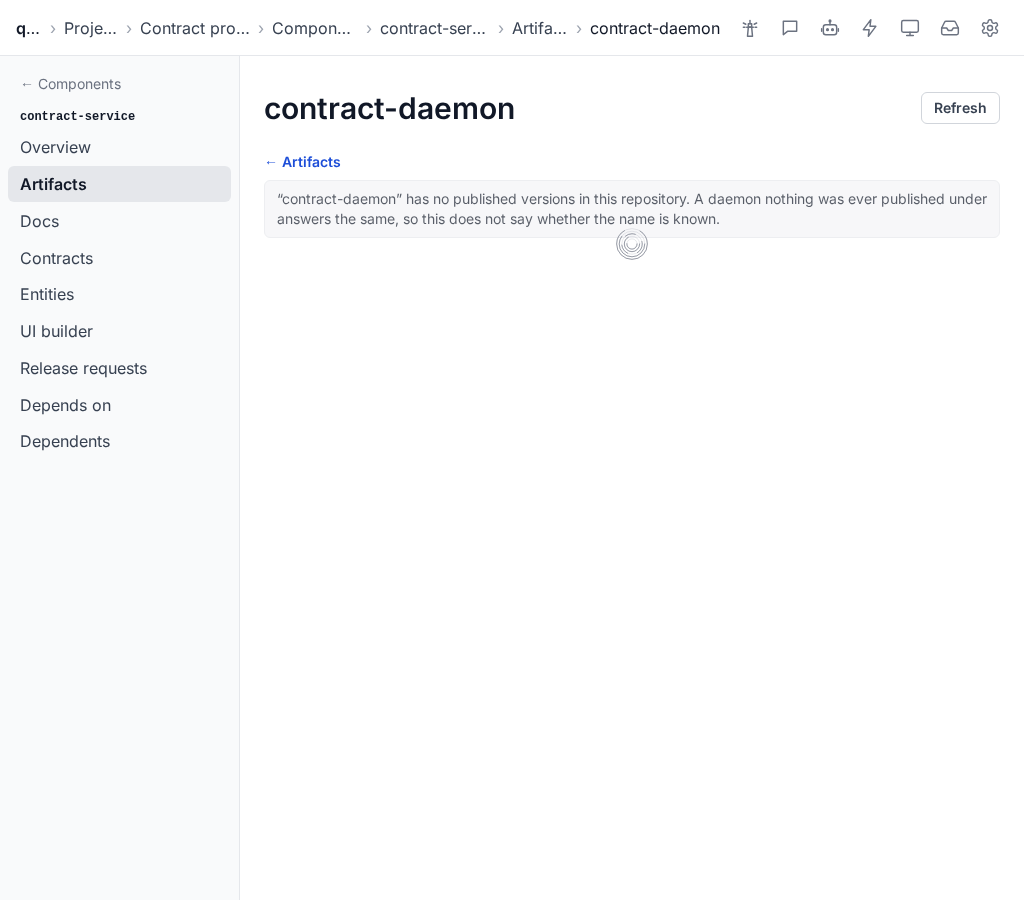 q... › Proje... › Contract pro... › Compon... › contract-ser... › Artifa... › contract-daemon
← Components
contract-service
Overview
Artifacts
Docs
Contracts
Entities
UI builder
Release requests
Depends on
Dependents
contract-daemon
Refresh
← Artifacts
“contract-daemon” has no published versions in this repository. A daemon nothing was ever published under
answers the same, so this does not say whether the name is known.